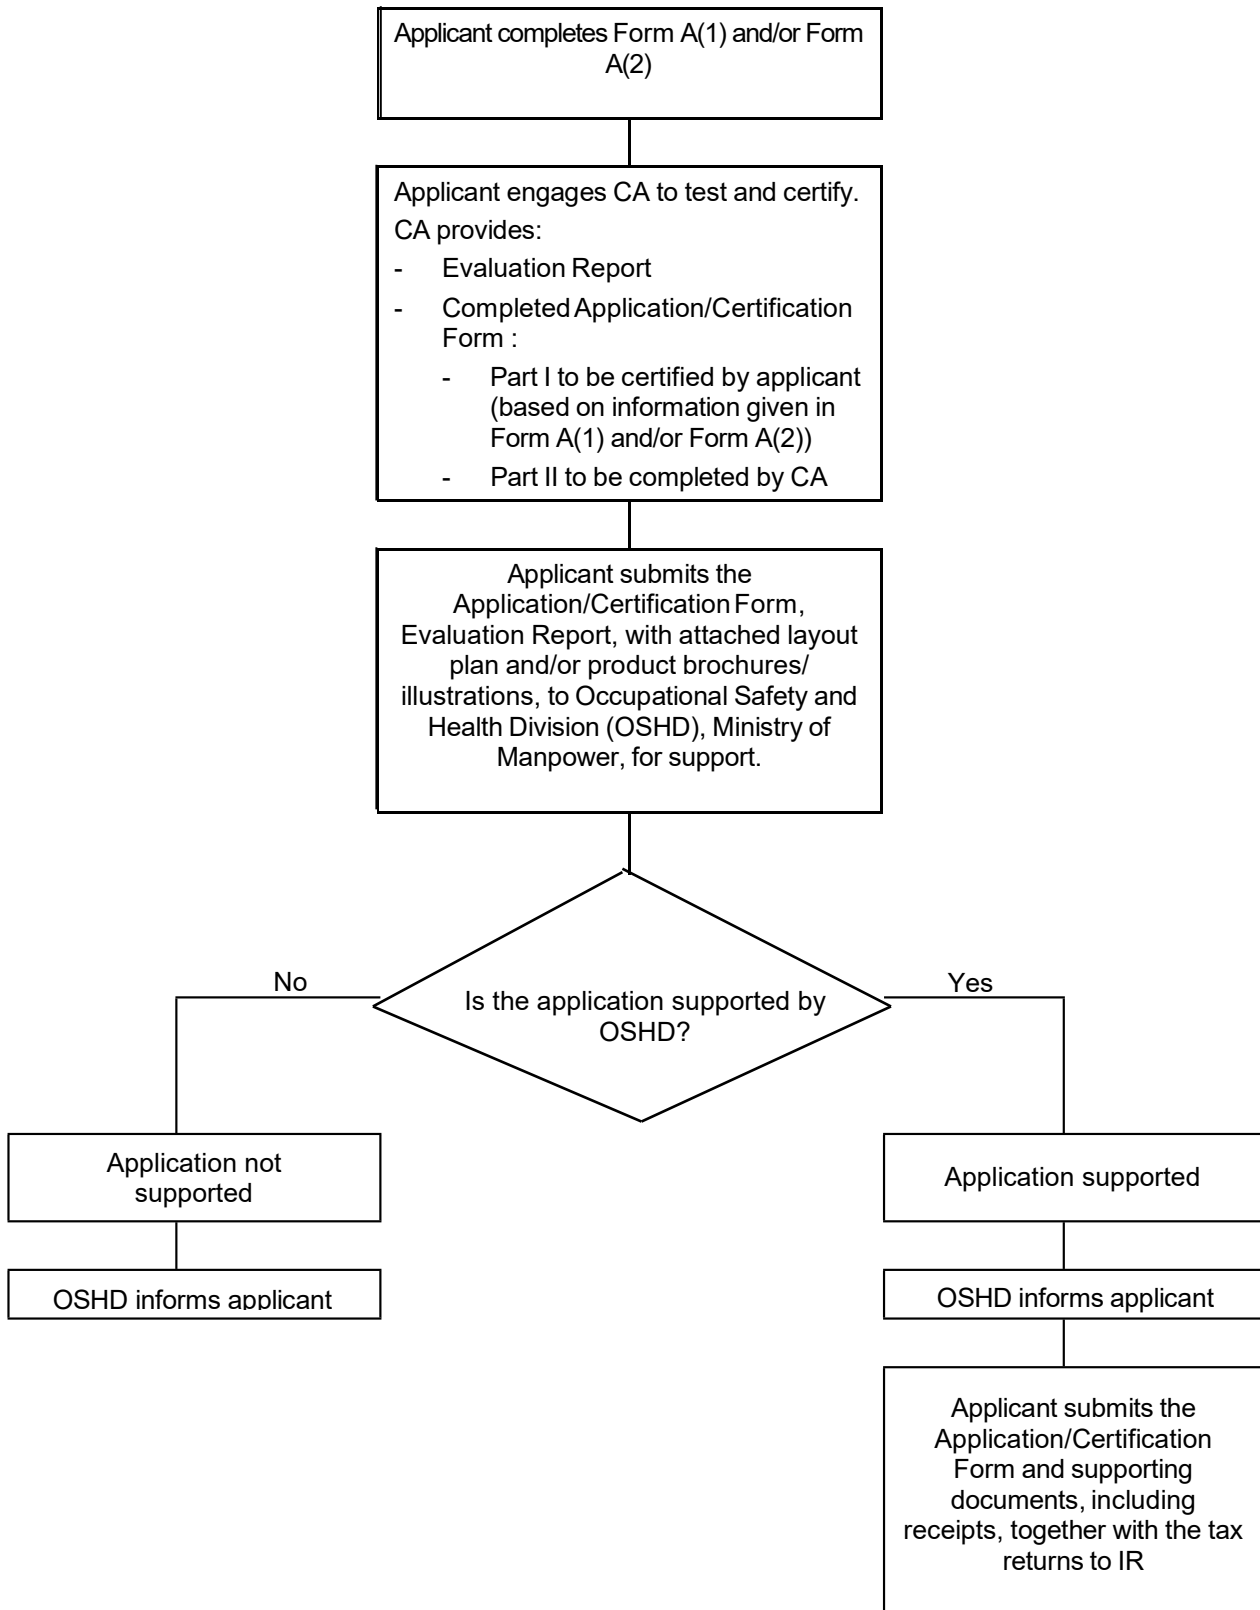 Applicant completes Form A(1) and/or Form
A(2)
Applicant engages CA to test and certify.
CA provides:
- Evaluation Report
- Completed Application/Certification
Form :
- Part I to be certified by applicant
(based on information given in
Form A(1) and/or Form A(2))
- Part II to be completed by CA
Applicant submits the
Application/Certification Form,
Evaluation Report, with attached layout
plan and/or product brochures/
illustrations, to Occupational Safety and
Health Division (OSHD), Ministry of
Manpower, for support.
Is the application supported by
OSHD?
No
Yes
Application not
supported
Application supported
OSHD informs applicant
OSHD informs applicant
Applicant submits the
Application/Certification
Form and supporting
documents, including
receipts, together with the tax
returns to IR